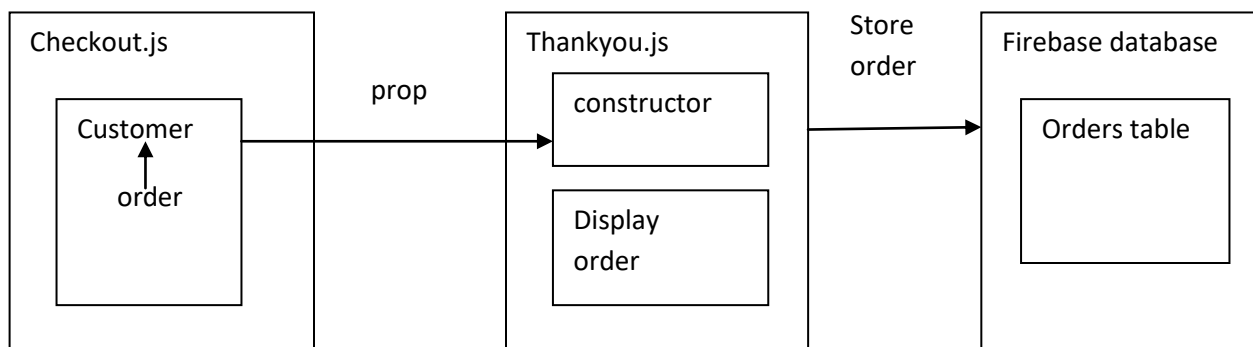 Checkout.js
Customer
order
prop
Thankyou.js
constructor
Display
order
Store
order
Firebase database
Orders table